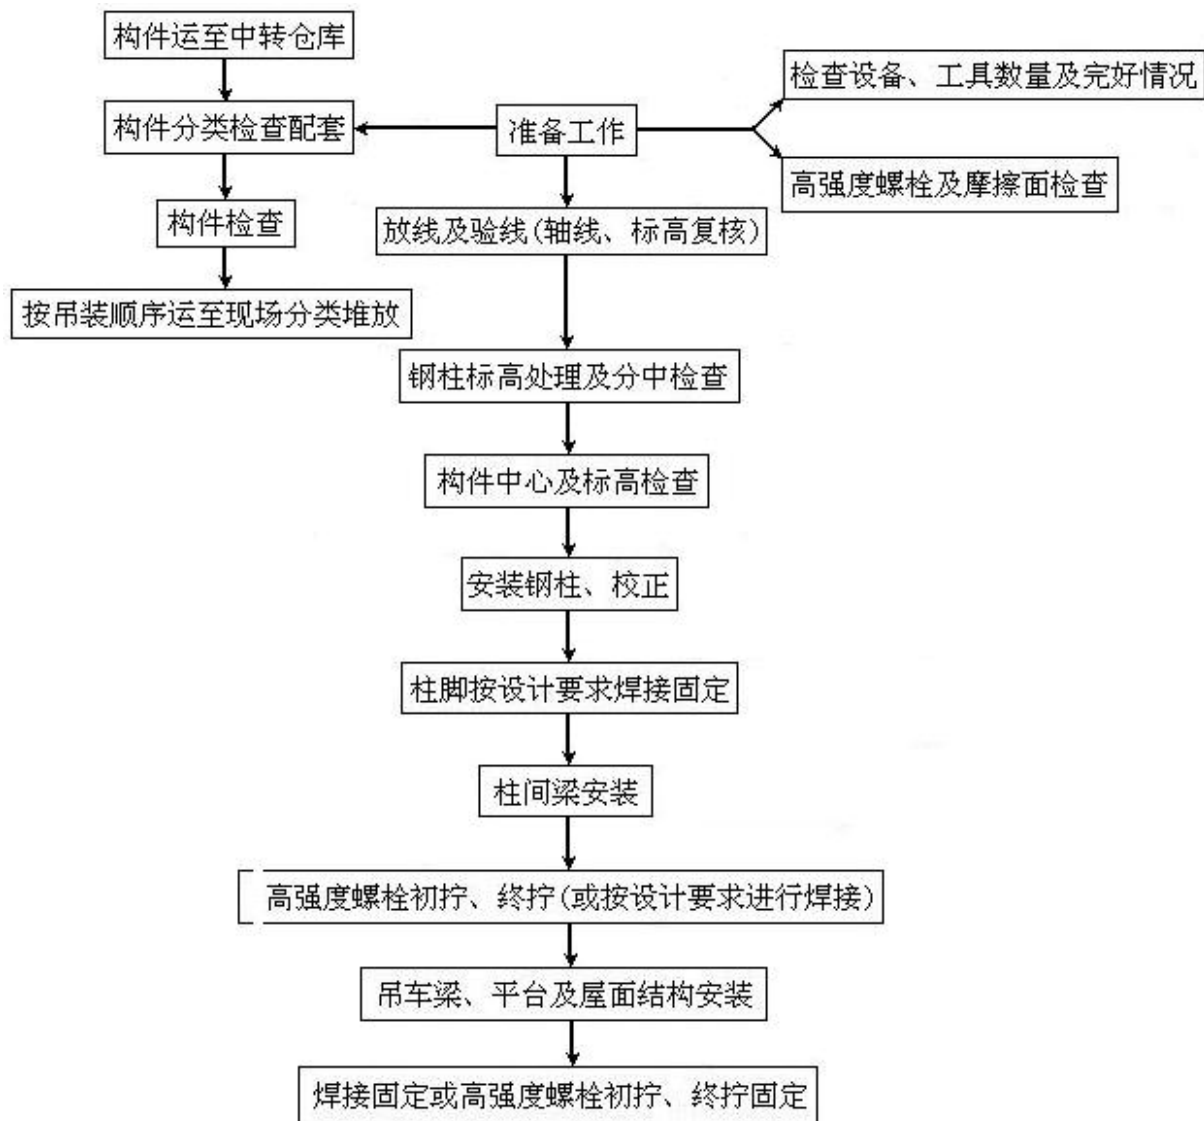 构件运至中转仓库
检查设备、工具数量及完好情况
构件分类检查配套
准备工作
高强度螺栓及摩擦面检查
构件检查
放线及验线(轴线、标高复核)
按吊装顺序运至现场分类堆放
钢柱标高处理及分中检查
构件中心及标高检查
安装钢柱、校正
柱脚按设计要求焊接固定
柱间梁安装
高强度螺栓初拧、终拧(或按设计要求进行焊接)
吊车梁、平台及屋面结构安装
焊接固定或高强度螺栓初拧、终拧固定